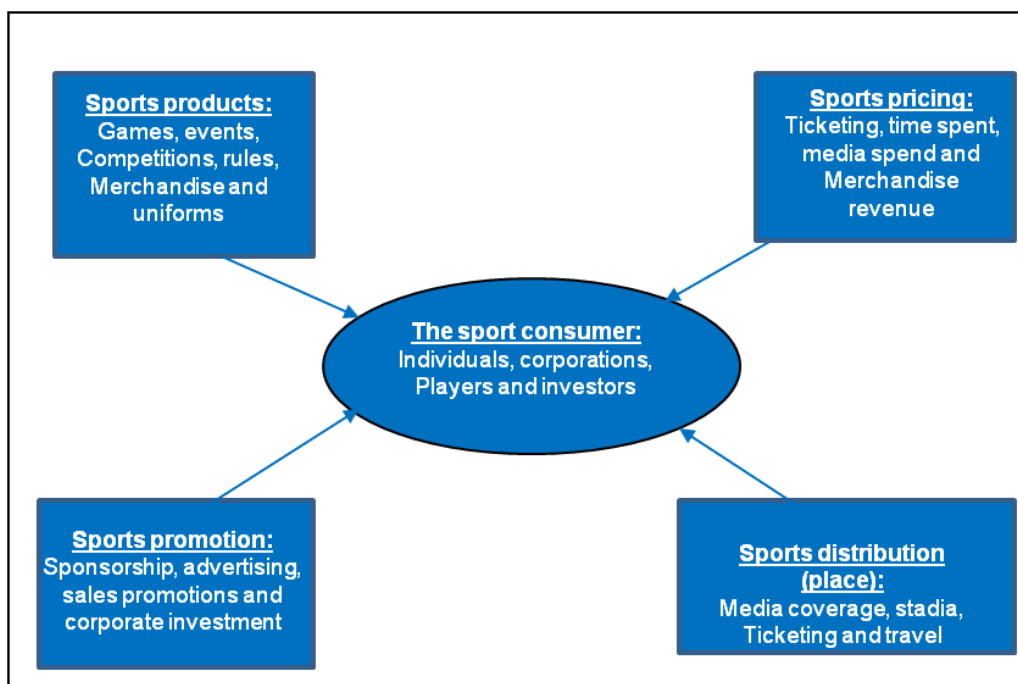 Sports products:
Games, events,
Competitions, rules,
Merchandise and
uniforms
Sports pricing:
Ticketing, time spent,
media spend and
Merchandise
revenue
The sport consumer:
Individuals, corporations,
Players and investors
Sports promotion:
Sponsorship, advertising,
sales promotions and
corporate investment
Sports distribution
(place):
Media coverage, stadia,
Ticketing and travel